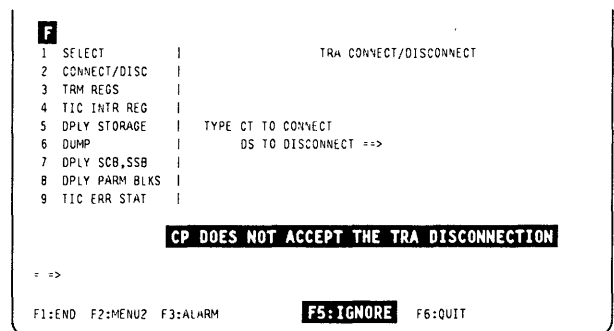 F
1 SELECT | TRA CONNECT/DISCONNECT
2 CONNECT/DISC |
3 TRM REGS |
4 TIC INTR REG |
5 DPLY STORAGE | TYPE CT TO CONNECT
6 DUMP | DS TO DISCONNECT ==>
7 DPLY SCB,SSB |
8 DPLY PARM BLKS |
9 TIC ERR STAT |
CP DOES NOT ACCEPT THE TRA DISCONNECTION
= =>
F1:END F2:MENU2 F3:ALARM F5:IGNORE F6:QUIT